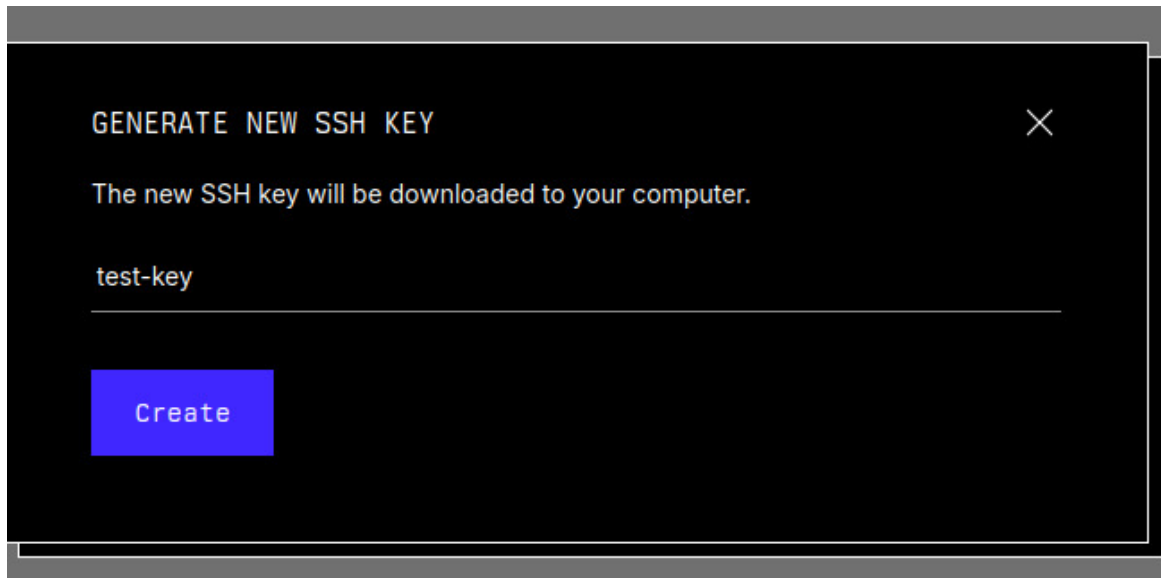 GENERATE NEW SSH KEY
The new SSH key will be downloaded to your computer.
test-key
Create